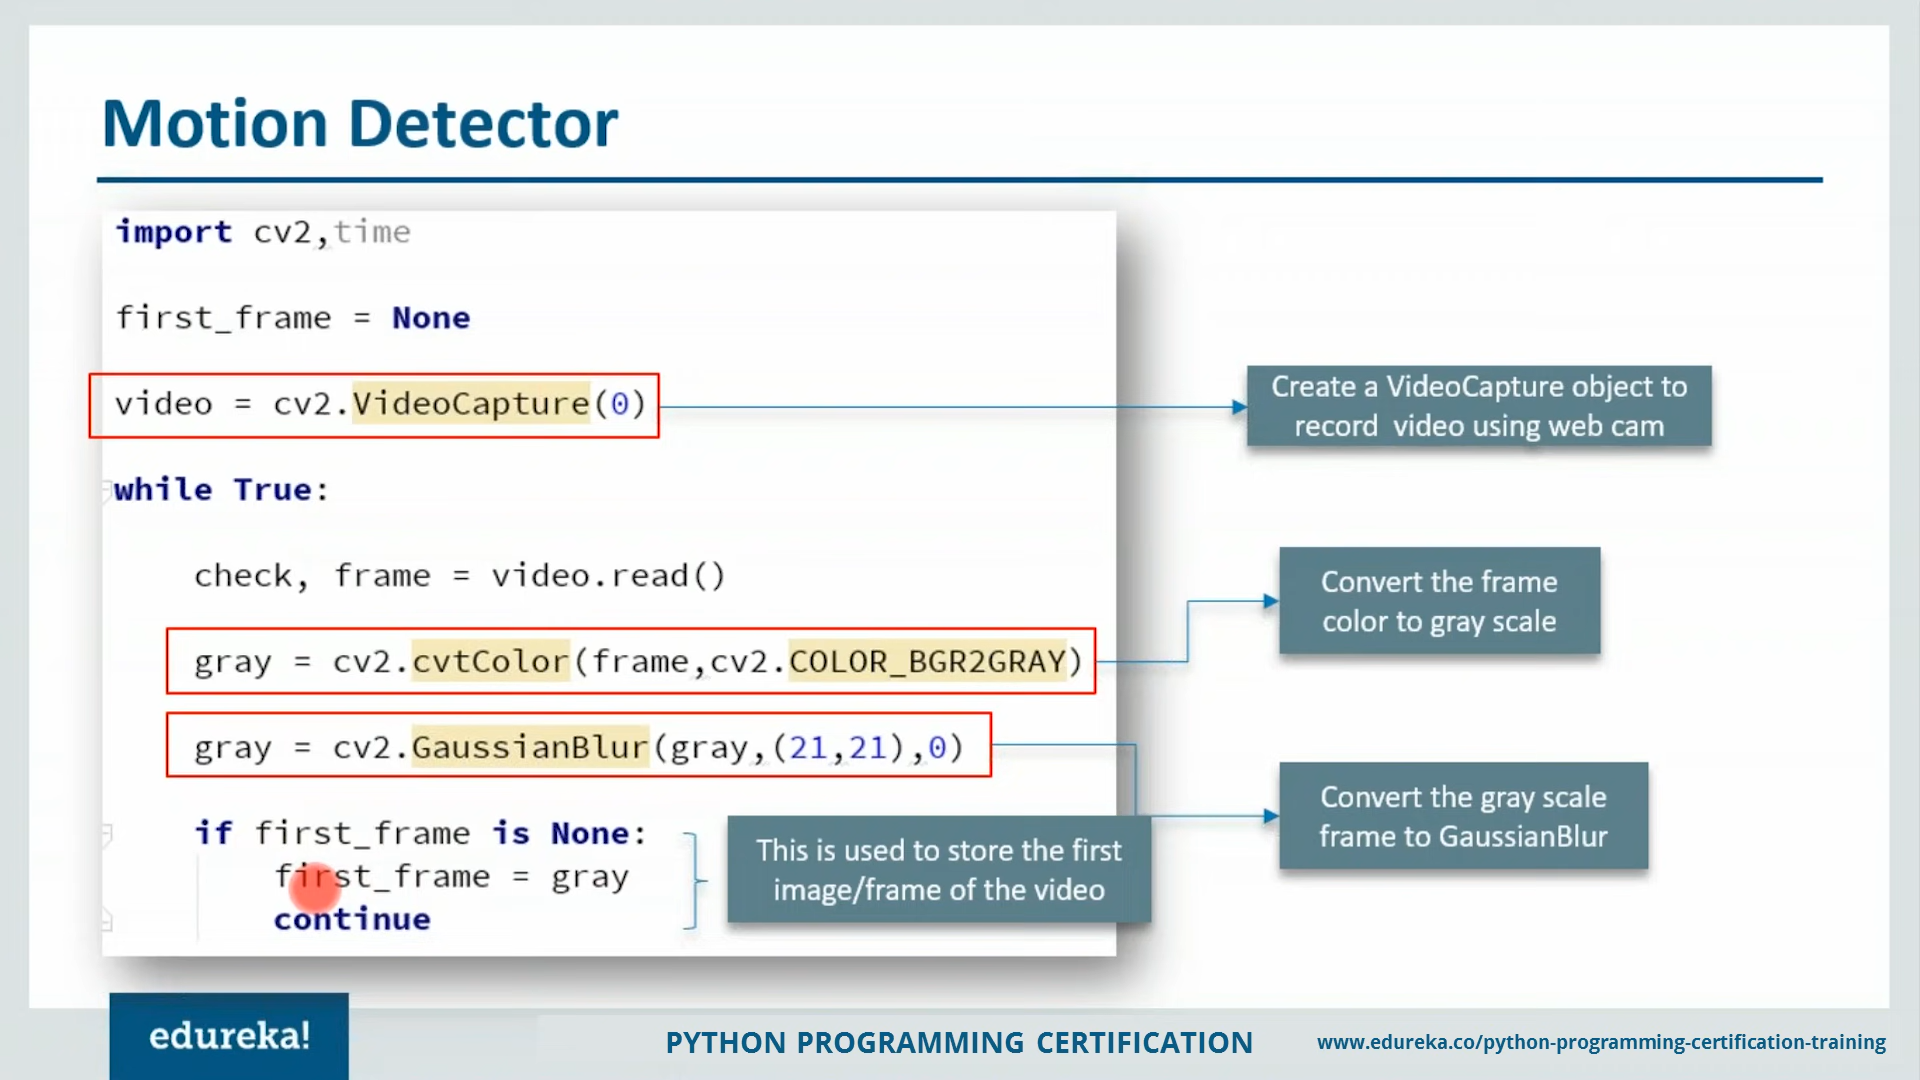 Motion Detector
import cv2,time
first_frame = None
video = cv2.VideoCapture(0)
Create a VideoCapture object to
record video using web cam
while True:
check, frame = video.read()
gray = cv2.cvtColor(frame,cv2.COLOR_BGR2GRAY)
Convert the frame
color to gray scale
gray = cv2.GaussianBlur(gray,(21,21),0)
Convert the gray scale
frame to GaussianBlur
if first_frame is None:
first_frame = gray
continue
This is used to store the first
image/frame of the video
edureka!
PYTHON PROGRAMMING CERTIFICATION
www.edureka.co/python-programming-certification-training